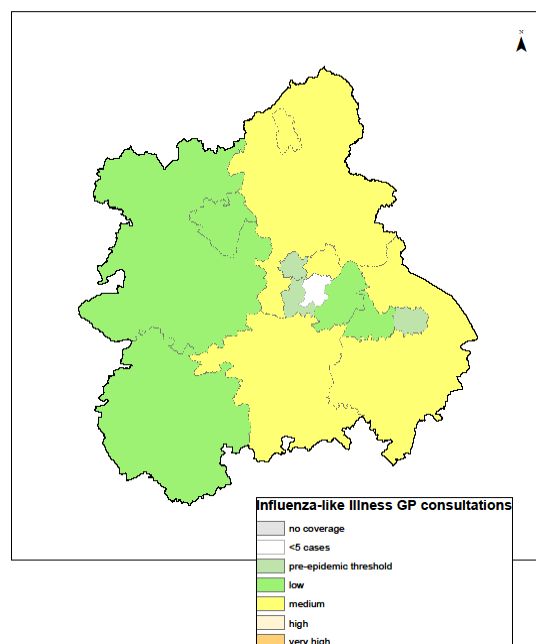 N
Influenza-like Illness GP consultations
no coverage
<5 cases
pre-epidemic threshold
low
medium
high
very high